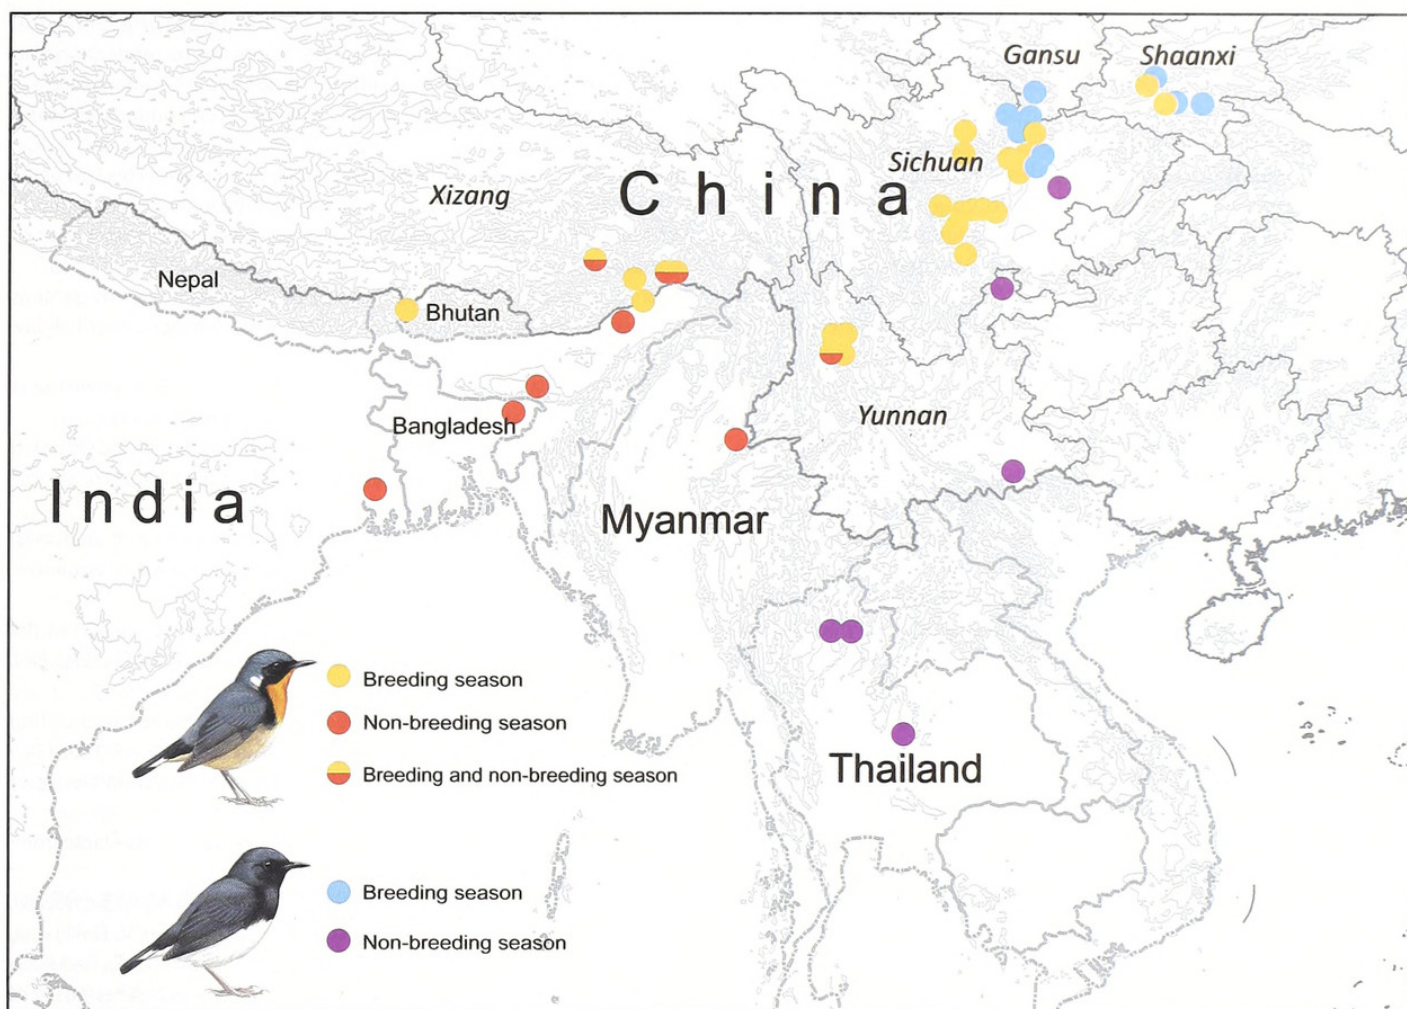 Gansu
Shaanxi
Sichuan
Xizang
China
Nepal
Bhutan
Bangladesh
Yunnan
India
Myanmar
Thailand
Breeding season
Non-breeding season
Breeding and non-breeding season
Breeding season
Non-breeding season